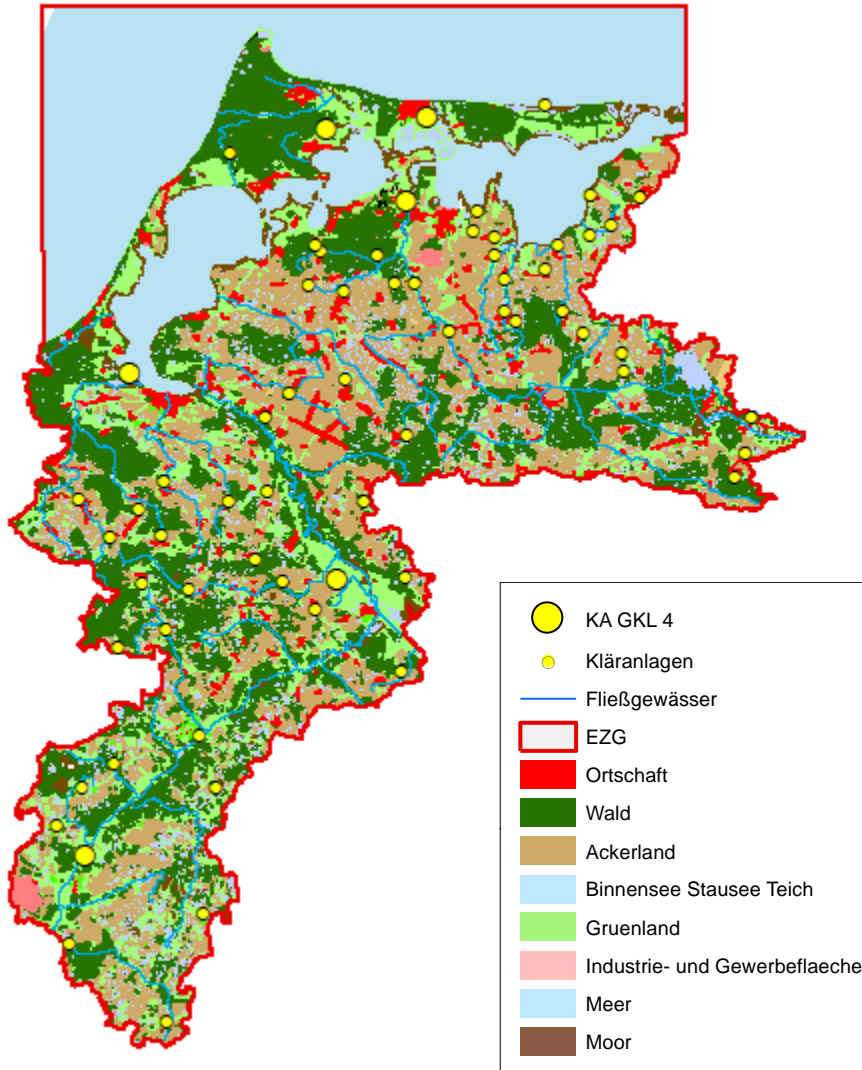 KA GKL 4
Kläranlagen
Fließgewässer
EZG
Ortschaft
Wald
Ackerland
Binnensee Stausee Teich
Gruenland
Industrie- und Gewerbeflaeche
Meer
Moor